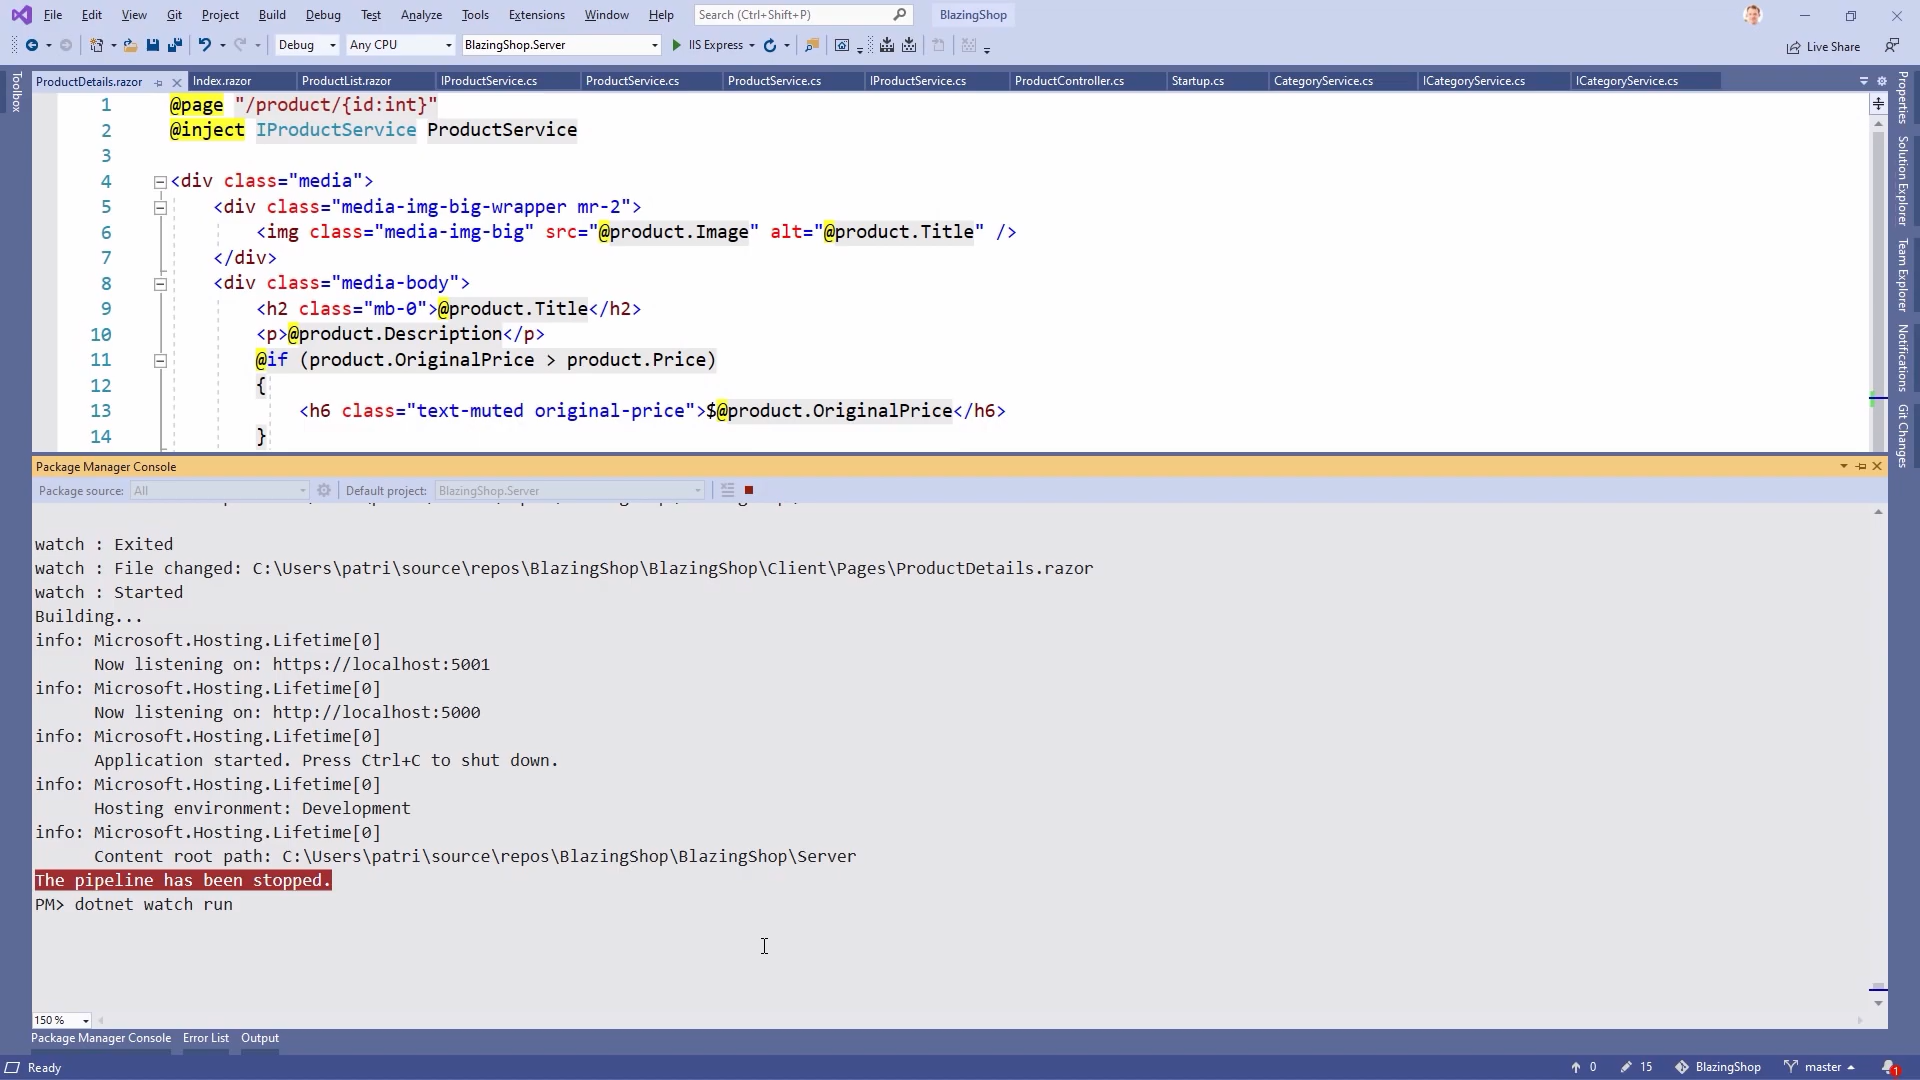 File Edit View Git Project Build Debug Test Analyze Tools Extensions Window Help Search (Ctrl+Shift+P) BlazingShop
Debug Any CPU BlazingShop.Server IIS Express Live Share
Toolbox
ProductDetails.razor Index.razor ProductList.razor IProductService.cs ProductService.cs ProductService.cs IProductService.cs ProductController.cs Startup.cs CategoryService.cs ICategoryService.cs ICategoryService.cs
1 @page "/product/{id:int}"
2 @inject IProductService ProductService
3
4 <div class="media">
5 <div class="media-img-big-wrapper mr-2">
6 <img class="media-img-big" src="@product.Image" alt="@product.Title" />
7 </div>
8 <div class="media-body">
9 <h2 class="mb-0">@product.Title</h2>
10 <p>@product.Description</p>
11 @if (product.OriginalPrice > product.Price)
12 {
13 <h6 class="text-muted original-price">$@product.OriginalPrice</h6>
14 }
Properties
Solution Explorer
Team Explorer
Notifications
Git Changes
Package Manager Console
Package source: All Default project: BlazingShop.Server
watch : Exited
watch : File changed: C:\Users\patri\source\repos\BlazingShop\BlazingShop\Client\Pages\ProductDetails.razor
watch : Started
Building...
info: Microsoft.Hosting.Lifetime[0]
Now listening on: https://localhost:5001
info: Microsoft.Hosting.Lifetime[0]
Now listening on: http://localhost:5000
info: Microsoft.Hosting.Lifetime[0]
Application started. Press Ctrl+C to shut down.
info: Microsoft.Hosting.Lifetime[0]
Hosting environment: Development
info: Microsoft.Hosting.Lifetime[0]
Content root path: C:\Users\patri\source\repos\BlazingShop\BlazingShop\Server
The pipeline has been stopped.
PM> dotnet watch run
150 %
Package Manager Console Error List Output
Ready 0 15 BlazingShop master 1